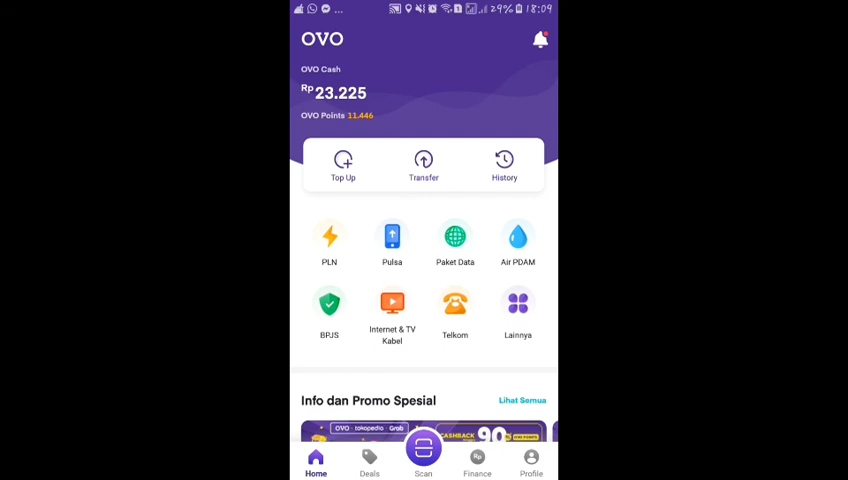 ... 29% 18:09
OVO
OVO Cash
Rp 23.225
OVO Points 11.446
Top Up Transfer History
PLN Pulsa Paket Data Air PDAM
BPJS Internet & TV Kabel Telkom Lainnya
Info dan Promo Spesial Lihat Semua
OVO · tokopedia · Grab CASHBACK 90%
Home Deals Scan Finance Profile